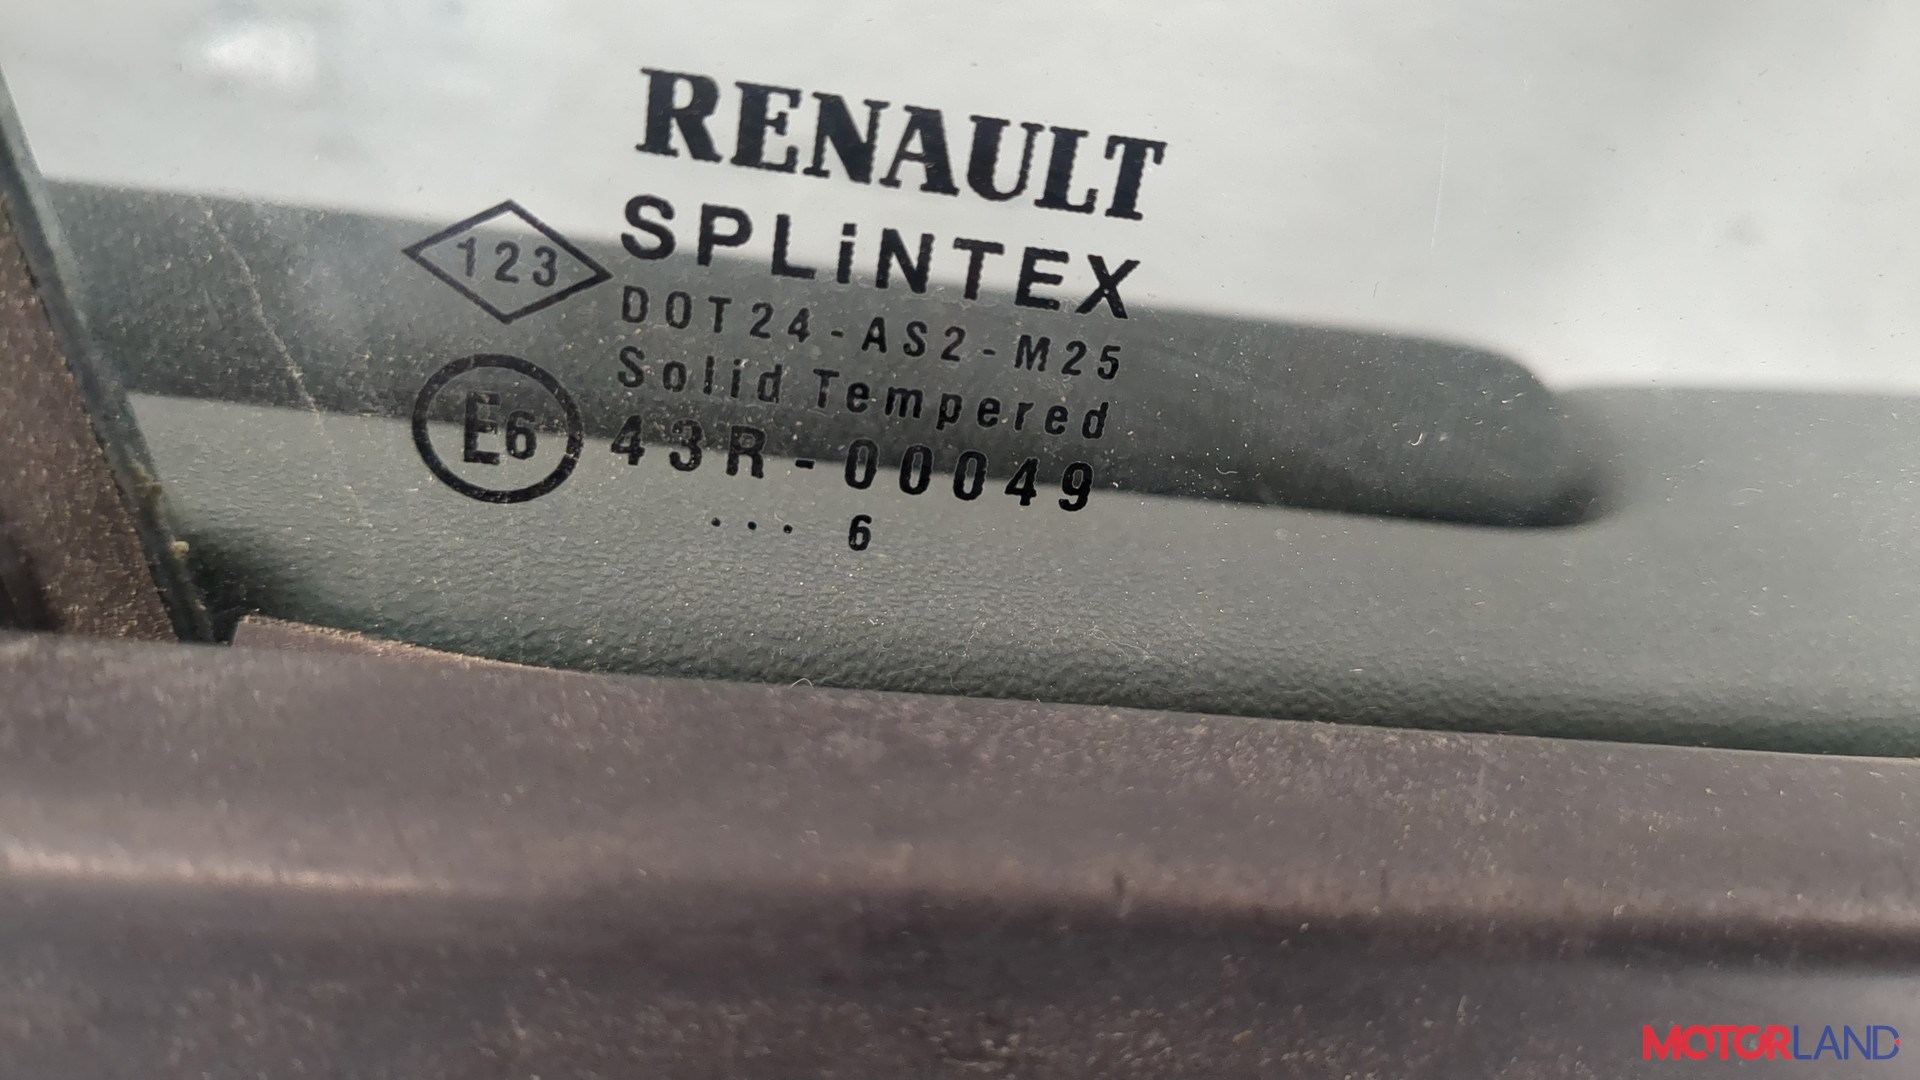 RENAULT
SPLiNTEX
123
DOT24-AS2-M25
Solid Tempered
E6 43R-00049
... 6
MOTORLAND